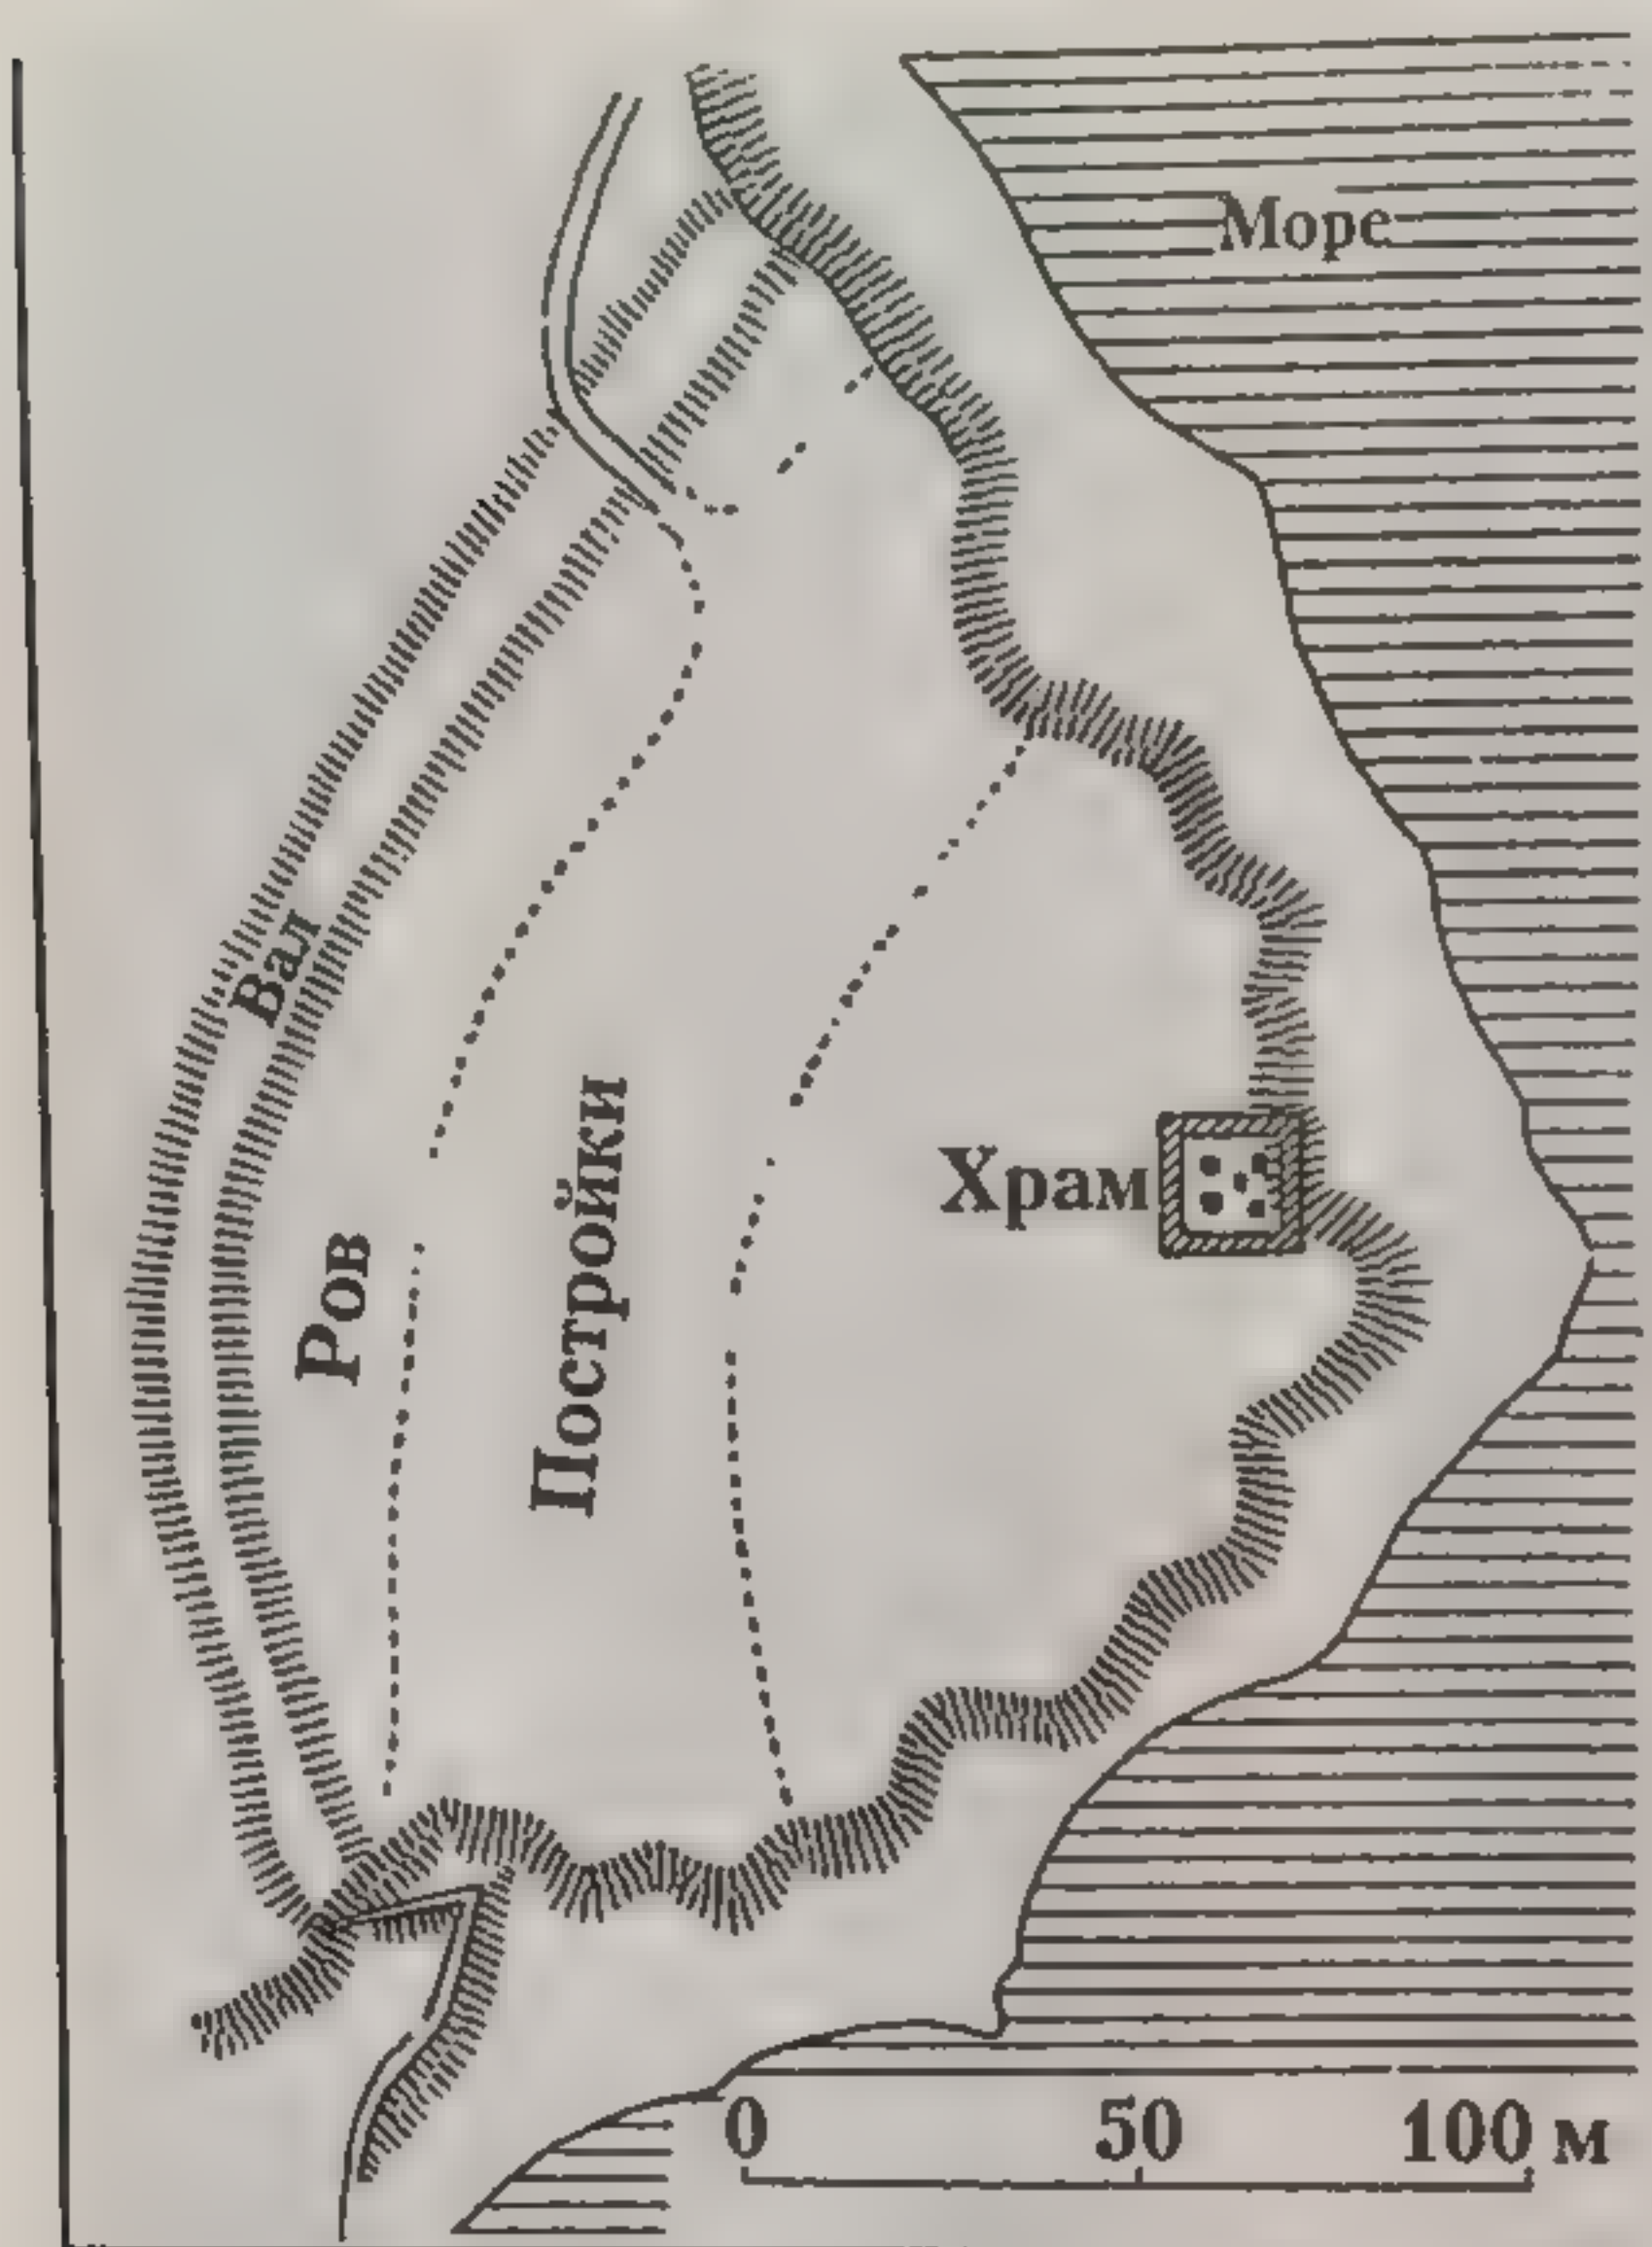 Море
Вал
Ров
Постройки
Храм
0 50 100 м